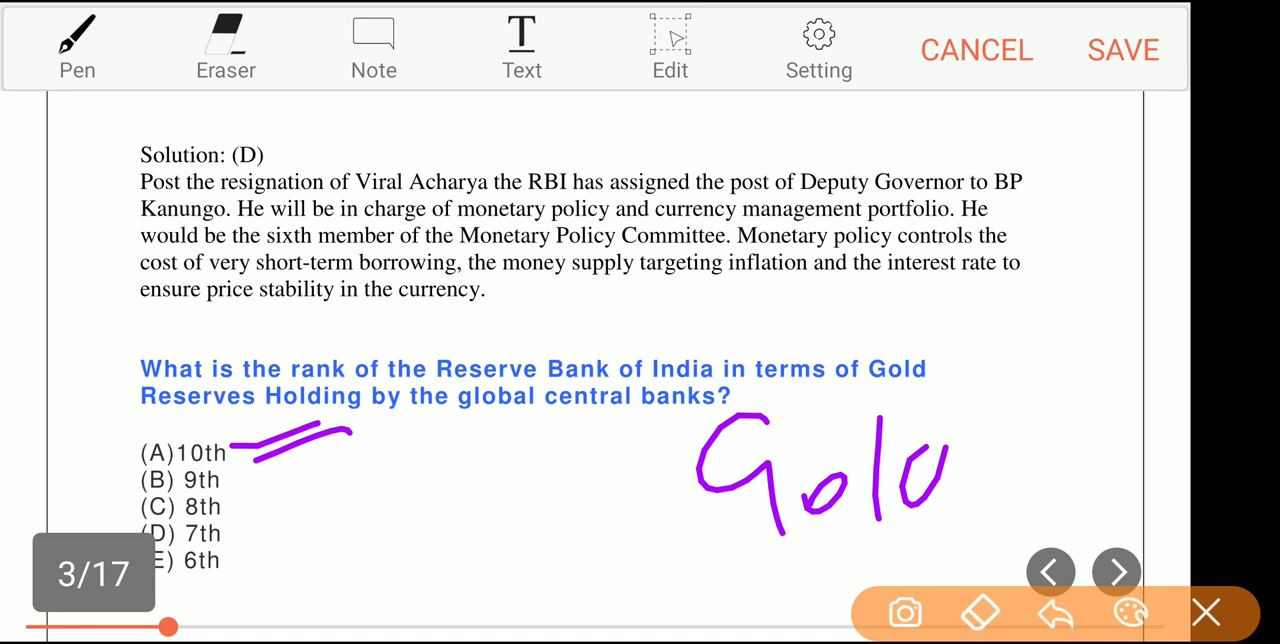 Pen Eraser Note Text Edit Setting CANCEL SAVE
Solution: (D)
Post the resignation of Viral Acharya the RBI has assigned the post of Deputy Governor to BP
Kanungo. He will be in charge of monetary policy and currency management portfolio. He
would be the sixth member of the Monetary Policy Committee. Monetary policy controls the
cost of very short-term borrowing, the money supply targeting inflation and the interest rate to
ensure price stability in the currency.
What is the rank of the Reserve Bank of India in terms of Gold
Reserves Holding by the global central banks?
(A)10th
(B) 9th
(C) 8th
(D) 7th
E) 6th
Gold
3/17